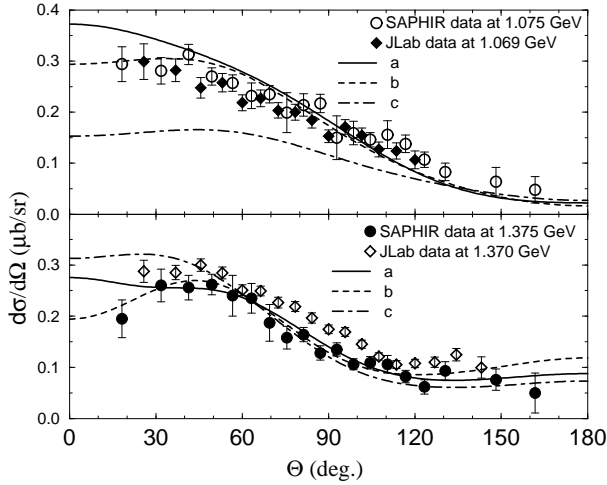 0.4
SAPHIR data at 1.075 GeV
JLab data at 1.069 GeV
0.3
a
b
0.2
c
0.1
0.0
SAPHIR data at 1.375 GeV
JLab data at 1.370 GeV
0.3
a
b
0.2
c
0.1
0.0
0 30 60 90 120 150 180
Θ (deg.)
dσ/dΩ (μb/sr)